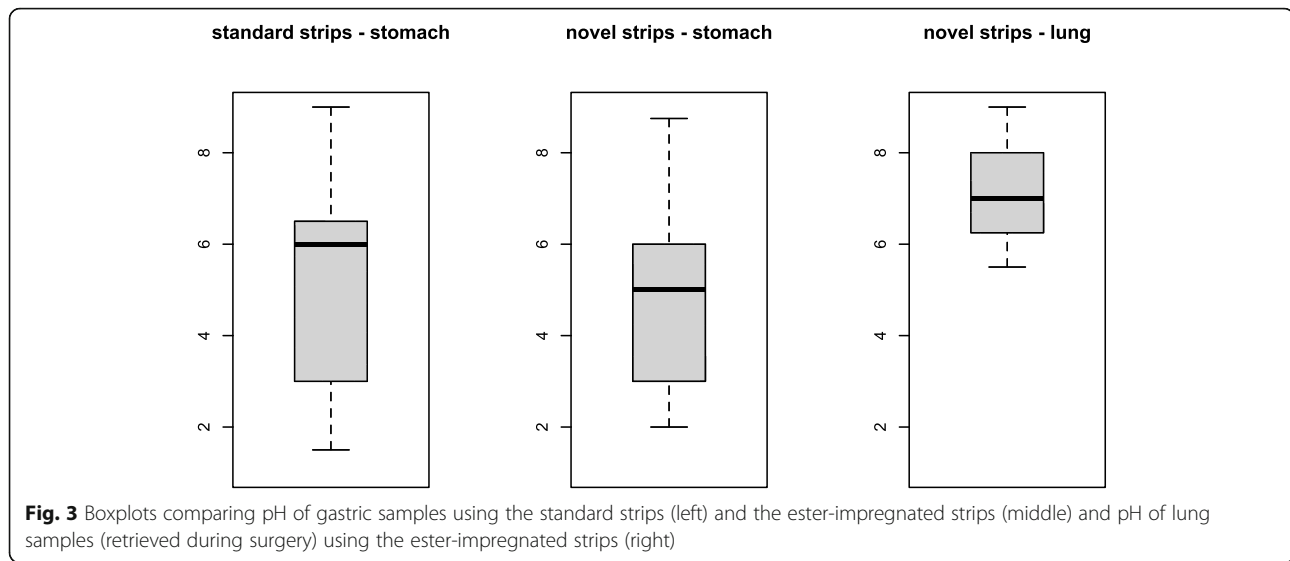 standard strips - stomach
novel strips - stomach
novel strips - lung
8
6
4
2
8
6
4
2
8
6
4
2
Fig. 3 Boxplots comparing pH of gastric samples using the standard strips (left) and the ester-impregnated strips (middle) and pH of lung
samples (retrieved during surgery) using the ester-impregnated strips (right)